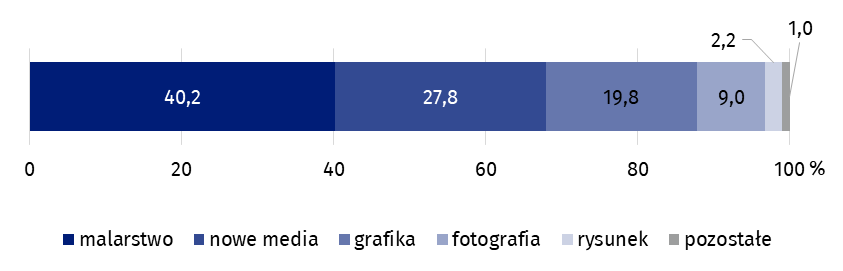 1,0
2,2
40,2 27,8 19,8 9,0
0 20 40 60 80 100 %
malarstwo nowe media grafika fotografia rysunek pozostałe